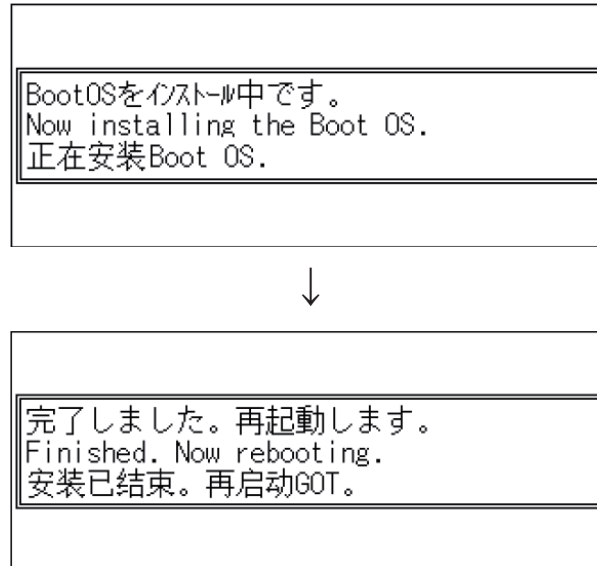 BootOSをｲﾝｽﾄｰﾙ中です。
Now installing the Boot OS.
正在安装Boot OS.
↓
完了しました。再起動します。
Finished. Now rebooting.
安装已结束。再启动GOT。